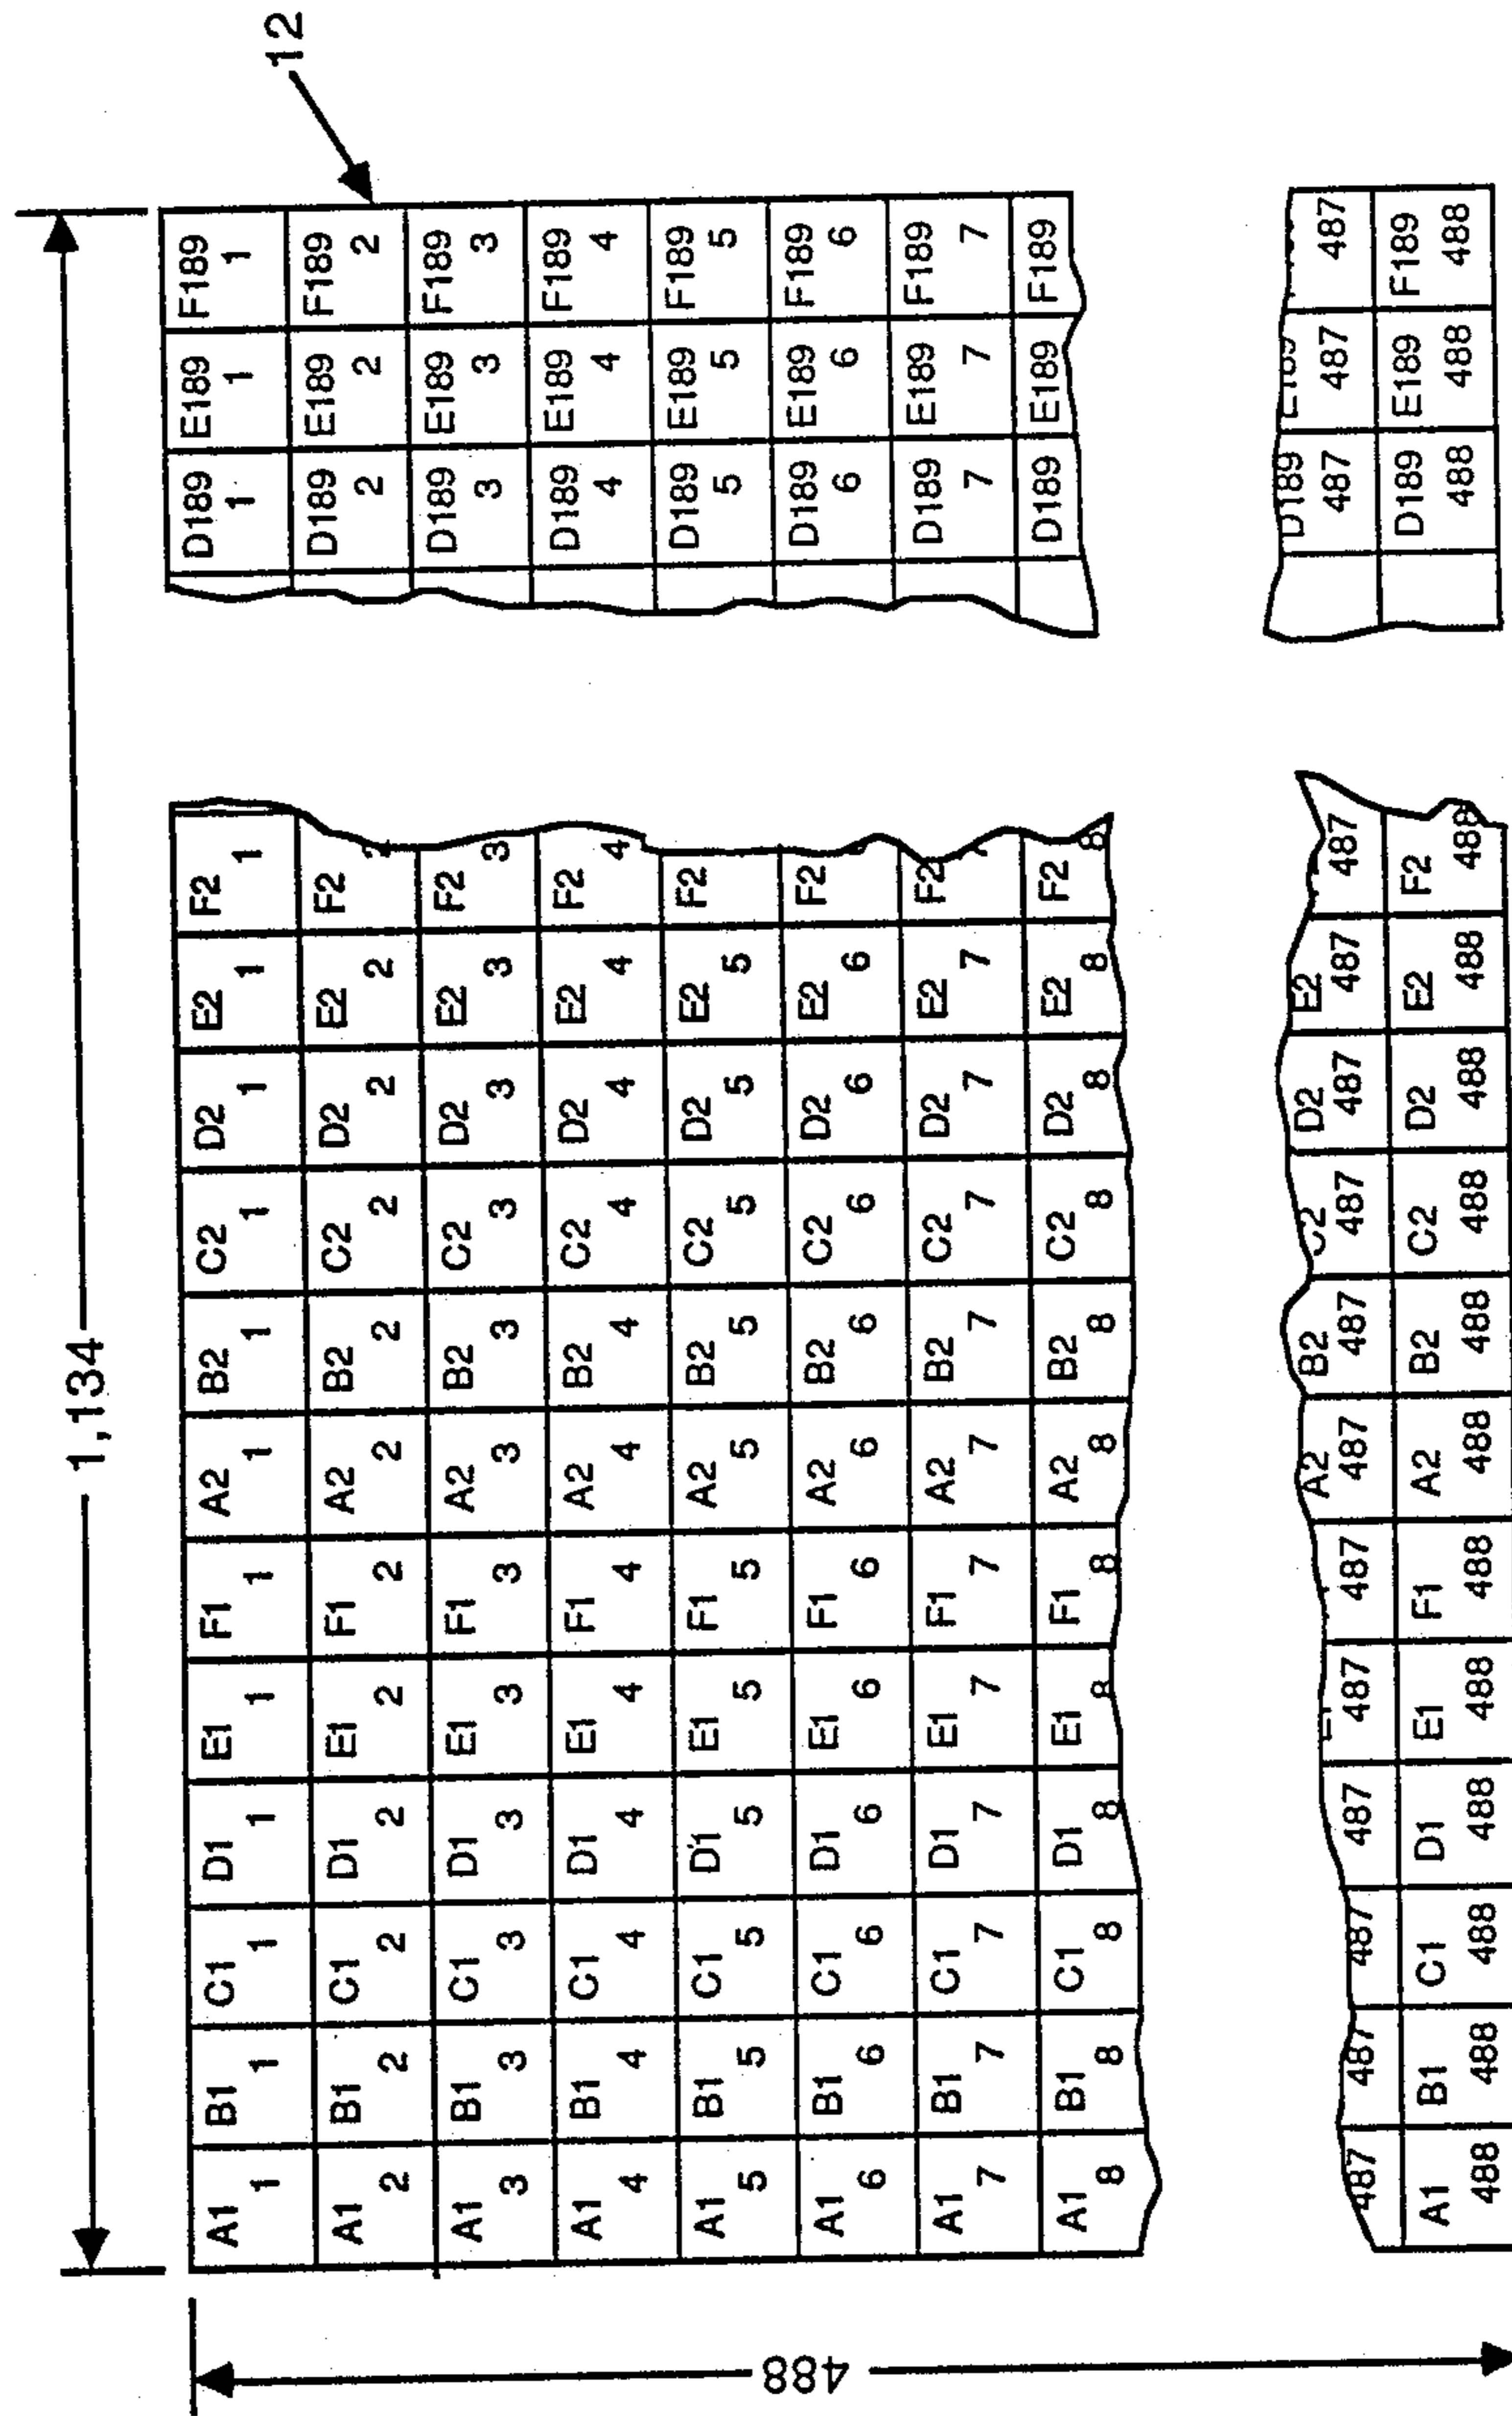 1,134
12
A1 B1 C1 D1 E1 F1 A2 B2 C2 D2 E2 F2 D189 E189 F189
1 1 1 1 1 1 1 1 1 1 1 1 1 1 1
A1 B1 C1 D1 E1 F1 A2 B2 C2 D2 E2 F2 D189 E189 F189
2 2 2 2 2 2 2 2 2 2 2 2 2 2 2
A1 B1 C1 D1 E1 F1 A2 B2 C2 D2 E2 F2 D189 E189 F189
3 3 3 3 3 3 3 3 3 3 3 3 3 3 3
A1 B1 C1 D1 E1 F1 A2 B2 C2 D2 E2 F2 D189 E189 F189
4 4 4 4 4 4 4 4 4 4 4 4 4 4 4
A1 B1 C1 D1 E1 F1 A2 B2 C2 D2 E2 F2 D189 E189 F189
5 5 5 5 5 5 5 5 5 5 5 5 5 5
A1 B1 C1 D1 E1 F1 A2 B2 C2 D2 E2 F2 D189 E189 F189
6 6 6 6 6 6 6 6 6 6 6 6 6 6
A1 B1 C1 D1 E1 F1 A2 B2 C2 D2 E2 F2 D189 E189 F189
7 7 7 7 7 7 7 7 7 7 7 7 7 7
A1 B1 C1 D1 E1 F1 A2 B2 C2 D2 E2 F2 D189 E189 F189
8 8 8 8 8 8 8 8 8 8 8 8
488
A2 B2 C2 D2 E2 D189 E189
487 487 487 487 487 487 487 487 487 487 487 487 487 487 487
A1 B1 C1 D1 E1 F1 A2 B2 C2 D2 E2 F2 D189 E189 F189
488 488 488 488 488 488 488 488 488 488 488 488 488 488 488